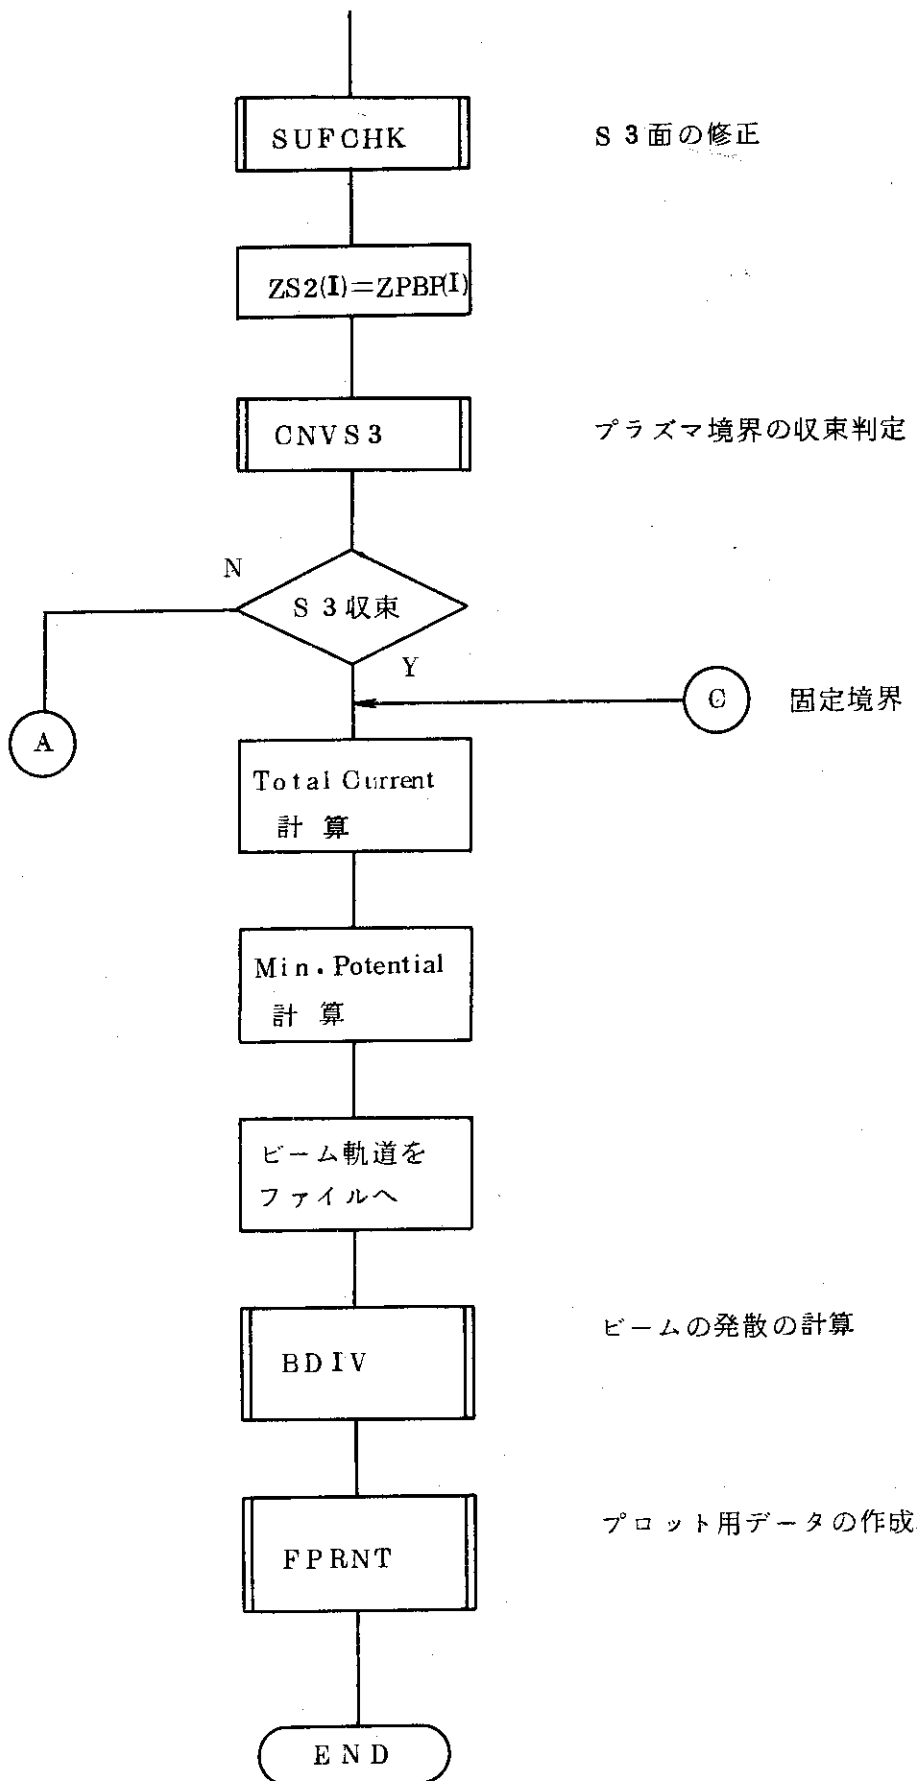 SUFCHK
S3面の修正
ZS2(I)=ZPBP(I)
CNVS3
プラズマ境界の収束判定
N
S3収束
Y
C
固定境界
A
Total Current
計算
Min. Potential
計算
ビーム軌道を
ファイルへ
ビームの発散の計算
BDIV
プロット用データの作成
FPRNT
END